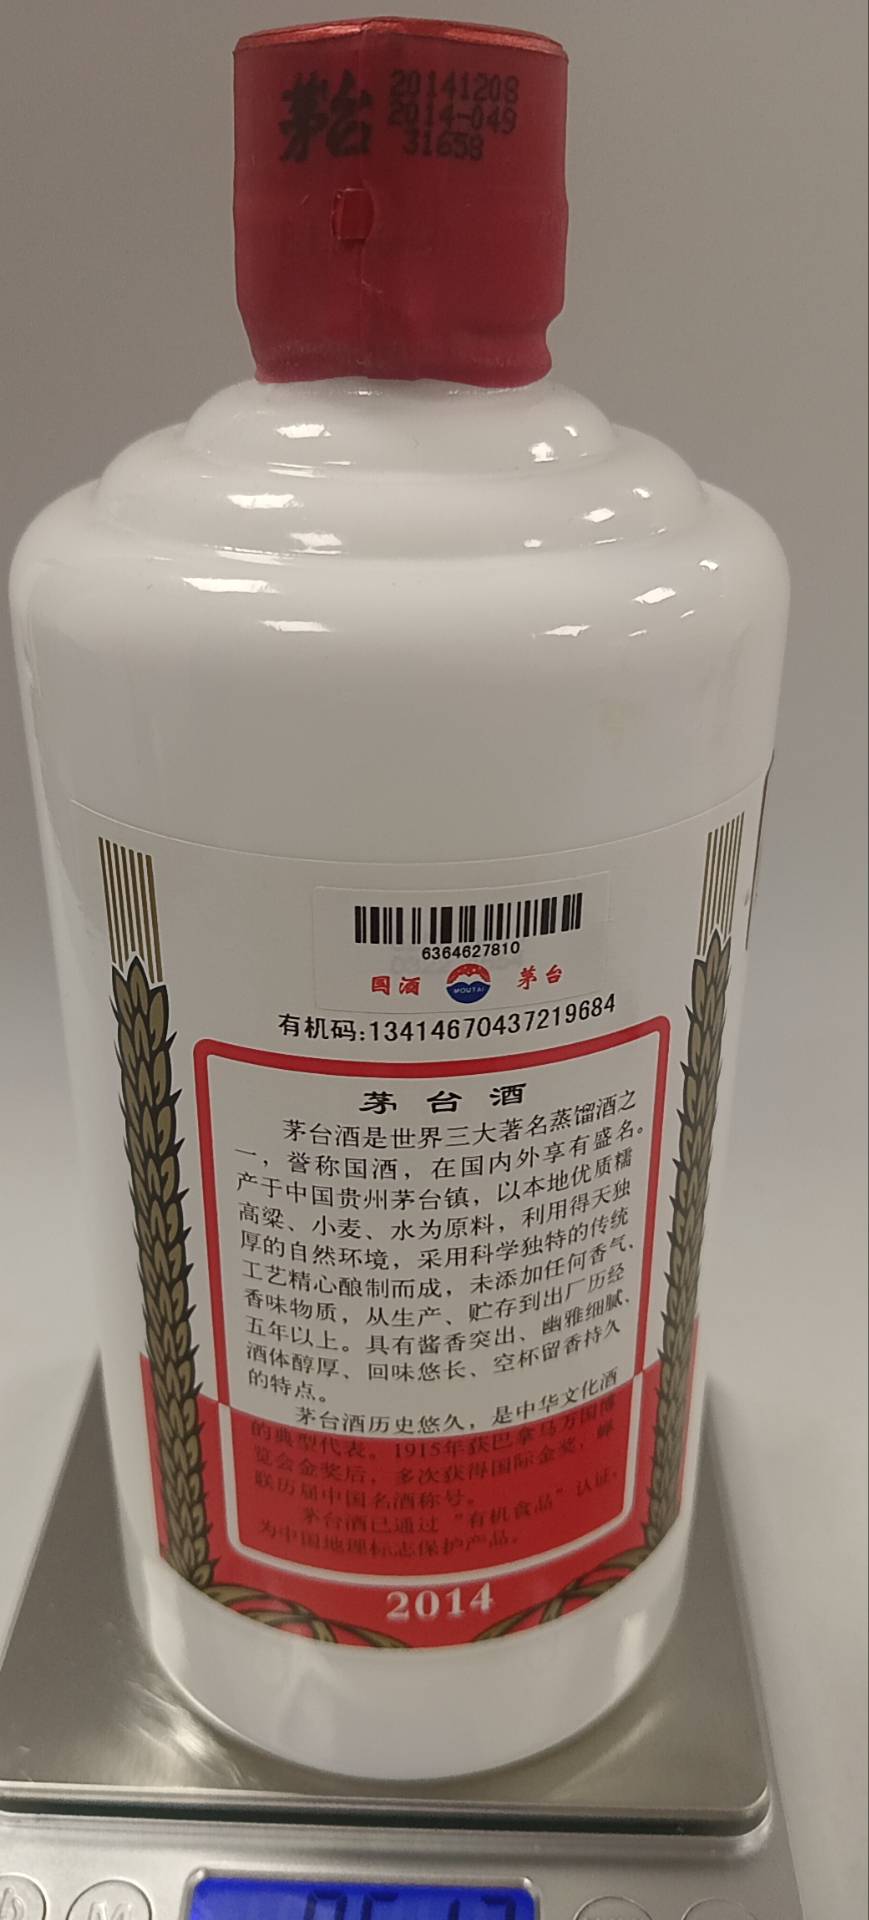 茅台
20141208
2014-049
31658
6364627810
国酒
MOUTAI
茅台
有机码:13414670437219684
茅台酒
茅台酒是世界三大著名蒸馏酒之
一，誉称国酒，在国内外享有盛名。
产于中国贵州茅台镇，以本地优质糯
高粱、小麦、水为原料，利用得天独
厚的自然环境，采用科学独特的传统
工艺精心酿制而成，未添加任何香气、
香味物质，从生产、贮存到出厂历经
五年以上。具有酱香突出、幽雅细腻、
酒体醇厚、回味悠长、空杯留香持久
的特点。
茅台酒历史悠久，是中华文化酒
的典型代表。1915年获巴拿马万国博
览会金奖后，多次获得国际金奖，蝉
联历届中国名酒称号。
茅台酒已通过“有机食品”认证，
为中国地理标志保护产品。
2014
M